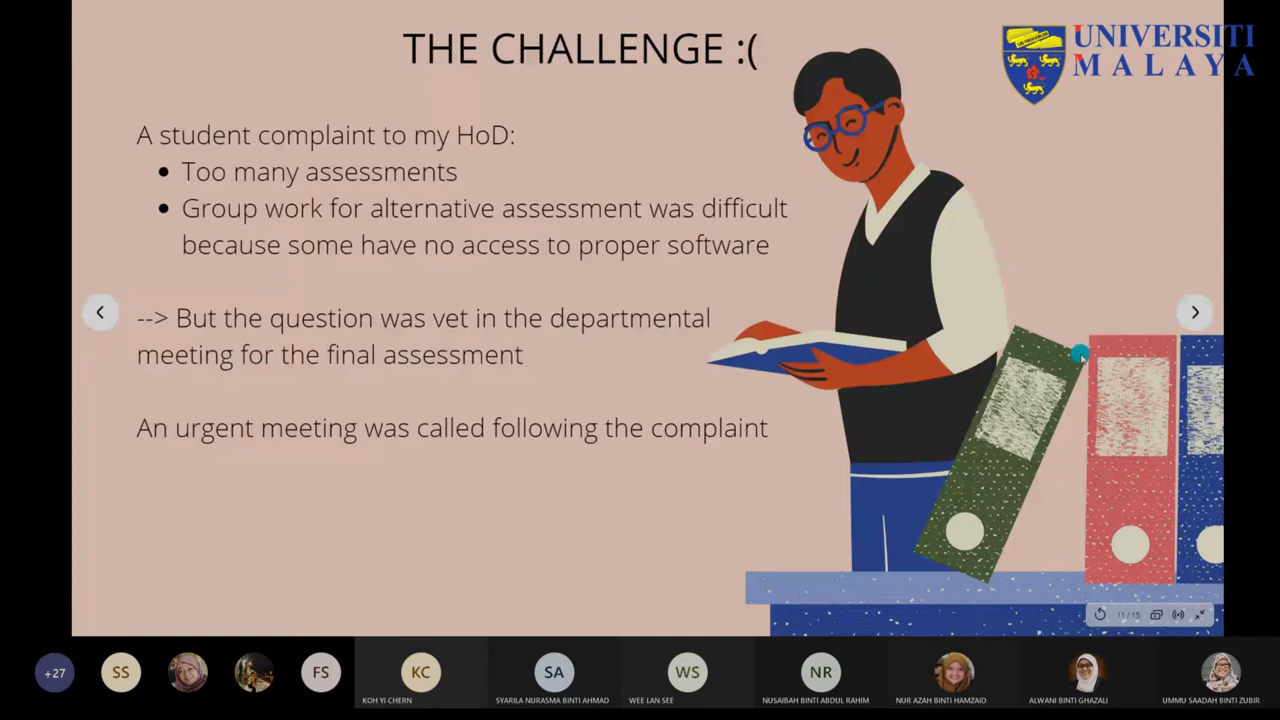 THE CHALLENGE :(
UNIVERSITI
MALAYA
A student complaint to my HoD:
• Too many assessments
• Group work for alternative assessment was difficult
because some have no access to proper software
--> But the question was vet in the departmental
meeting for the final assessment
An urgent meeting was called following the complaint
11 / 15
+27
SS
FS
KC
SA
WS
NR
KOH YI CHERN
SYARILA NURASMA BINTI AHMAD
WEE LAN SEE
NUSAIBAH BINTI ABDUL RAHIM
NUR AZAH BINTI HAMZAID
ALWANI BINTI GHAZALI
UMMU SAADAH BINTI ZUBIR